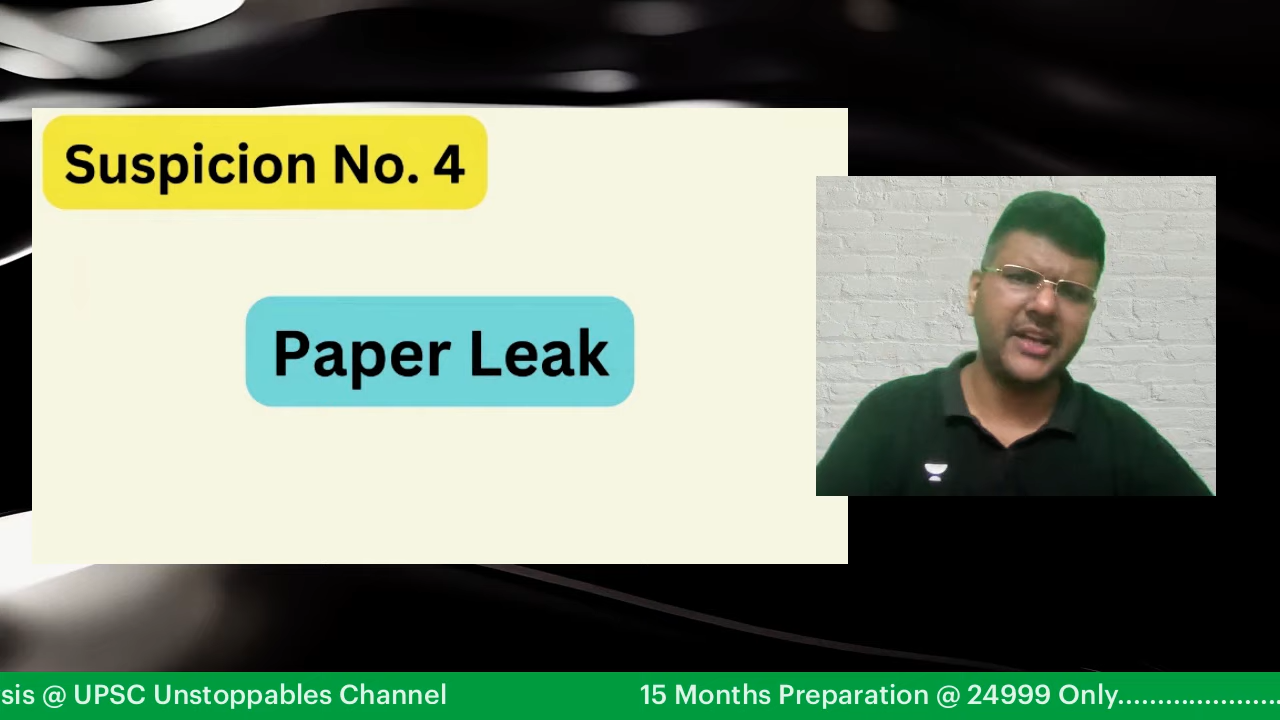 Suspicion No. 4
Paper Leak
sis @ UPSC Unstoppables Channel
15 Months Preparation @ 24999 Only.....................